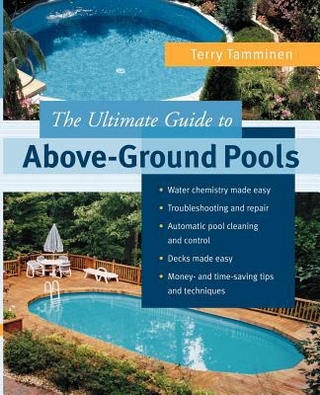 Terry Tamminen
The Ultimate Guide to
Above-Ground Pools
• Water chemistry made easy
• Troubleshooting and repair
• Automatic pool cleaning
and control
• Decks made easy
• Money- and time-saving tips
and techniques